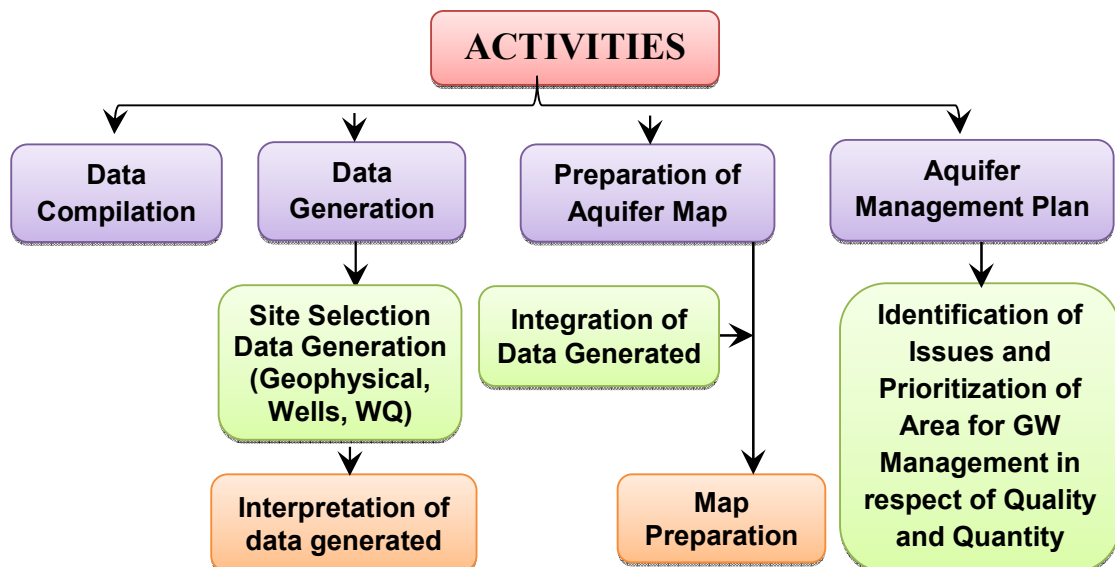 ACTIVITIES
Data
Compilation
Data
Generation
Preparation of
Aquifer Map
Aquifer
Management Plan
Site Selection
Data Generation
(Geophysical,
Wells, WQ)
Integration of
Data Generated
Identification of
Issues and
Prioritization of
Area for GW
Management in
respect of Quality
and Quantity
Interpretation of
data generated
Map
Preparation